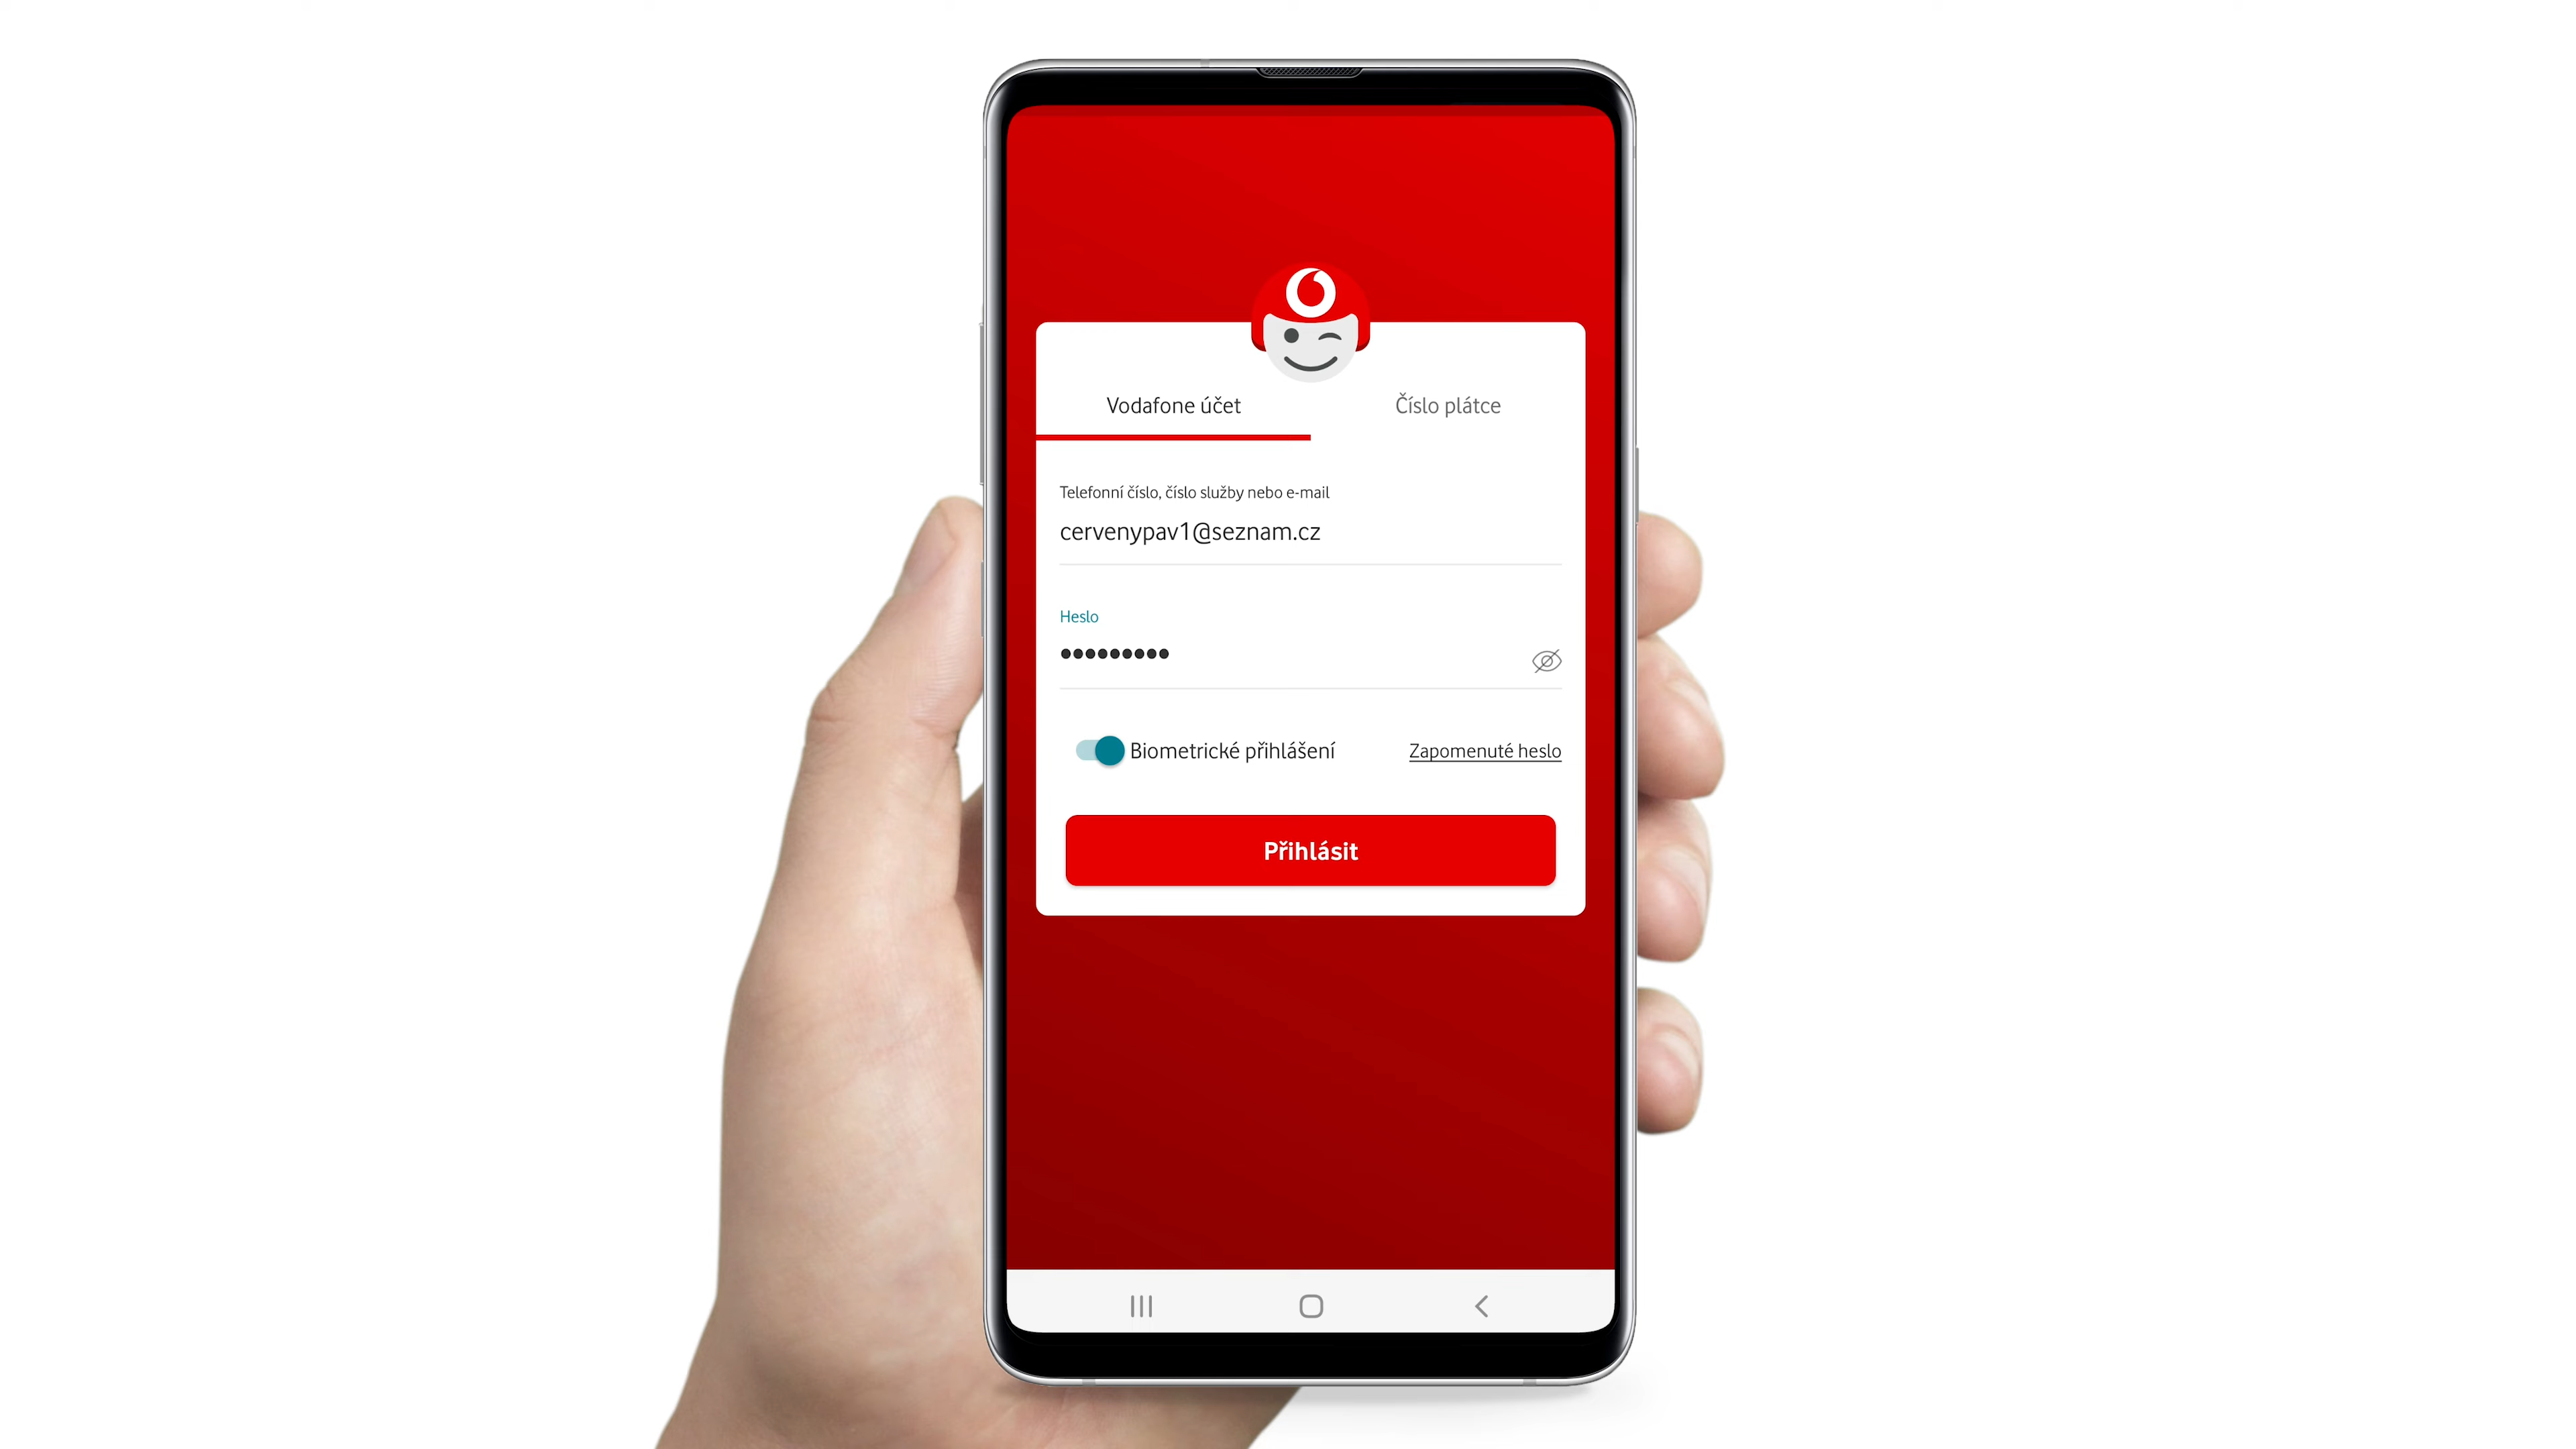 Vodafone účet
Číslo plátce
Telefonní číslo, číslo služby nebo e-mail
cervenypav1@seznam.cz
Heslo
•••••••••
Biometrické přihlášení
Zapomenuté heslo
Přihlásit